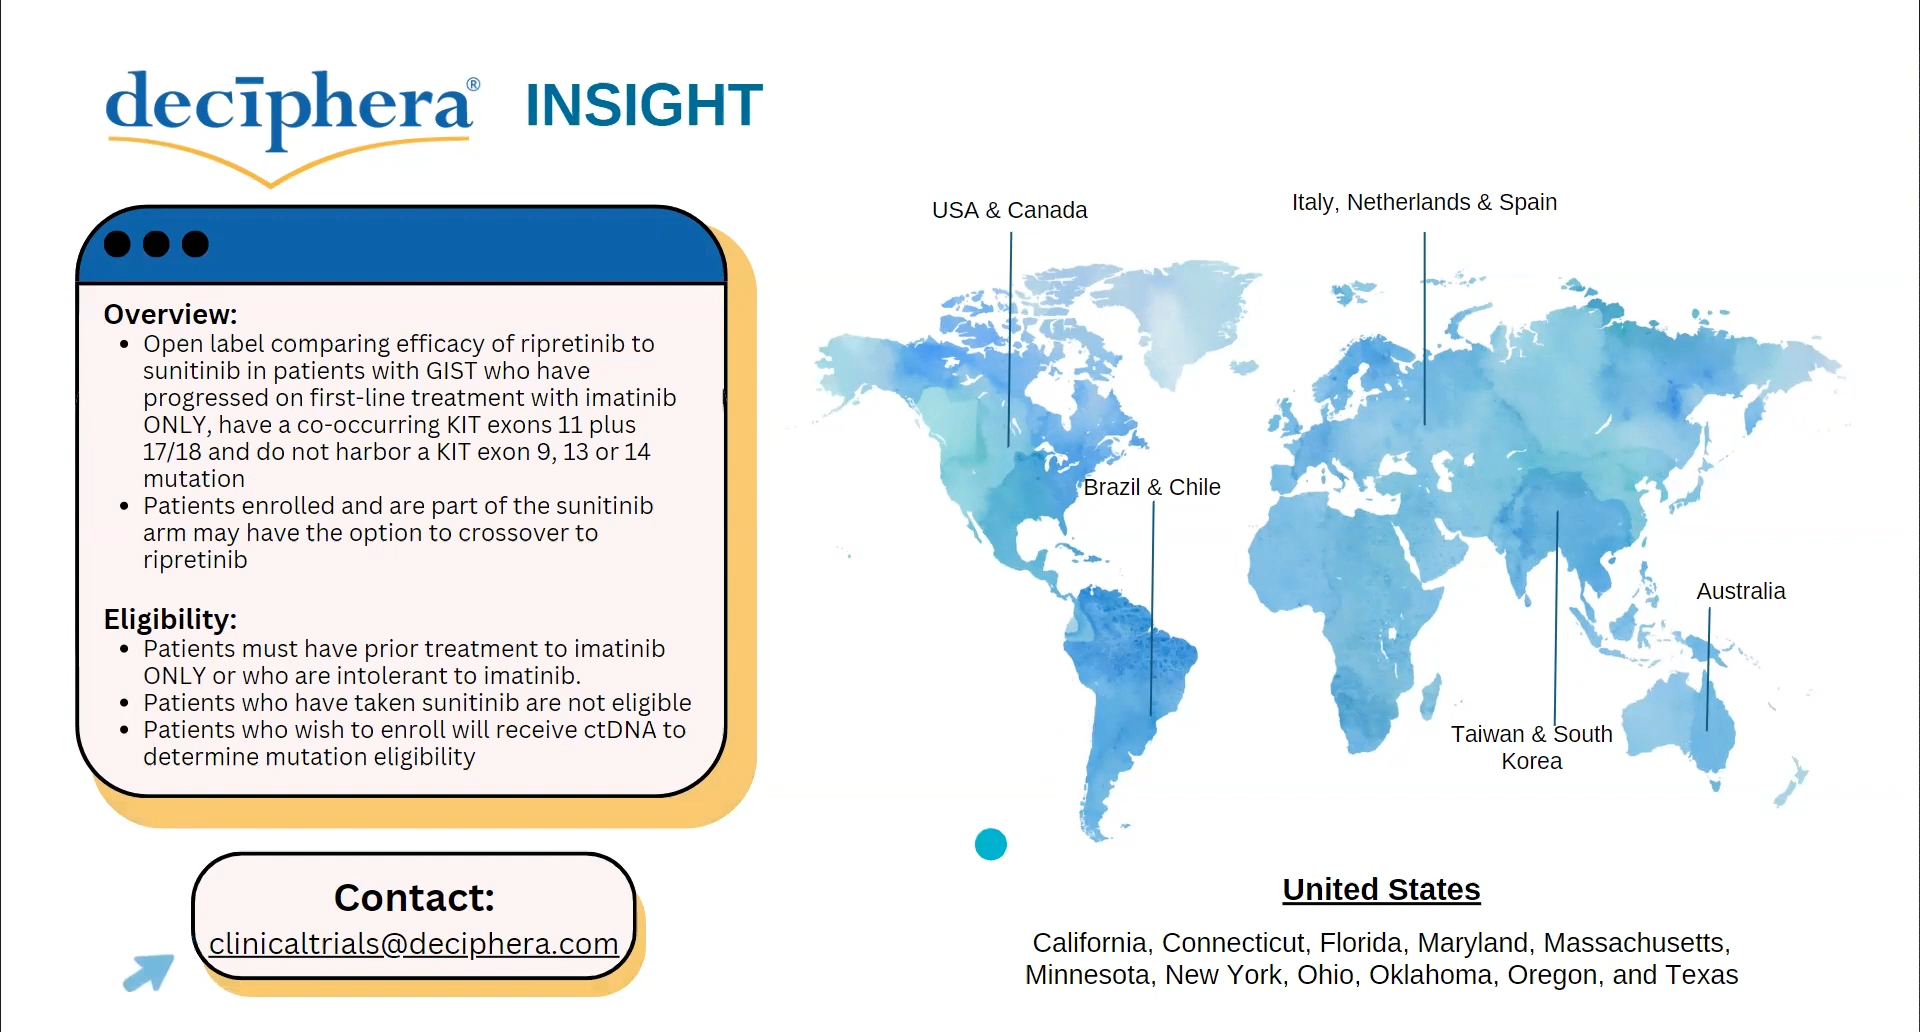 decīphera® INSIGHT
Overview:
• Open label comparing efficacy of ripretinib to
sunitinib in patients with GIST who have
progressed on first-line treatment with imatinib
ONLY, have a co-occurring KIT exons 11 plus
17/18 and do not harbor a KIT exon 9, 13 or 14
mutation
• Patients enrolled and are part of the sunitinib
arm may have the option to crossover to
ripretinib
Eligibility:
• Patients must have prior treatment to imatinib
ONLY or who are intolerant to imatinib.
• Patients who have taken sunitinib are not eligible
• Patients who wish to enroll will receive ctDNA to
determine mutation eligibility
Contact:
clinicaltrials@deciphera.com
USA & Canada
Italy, Netherlands & Spain
Brazil & Chile
Australia
Taiwan & South
Korea
United States
California, Connecticut, Florida, Maryland, Massachusetts,
Minnesota, New York, Ohio, Oklahoma, Oregon, and Texas